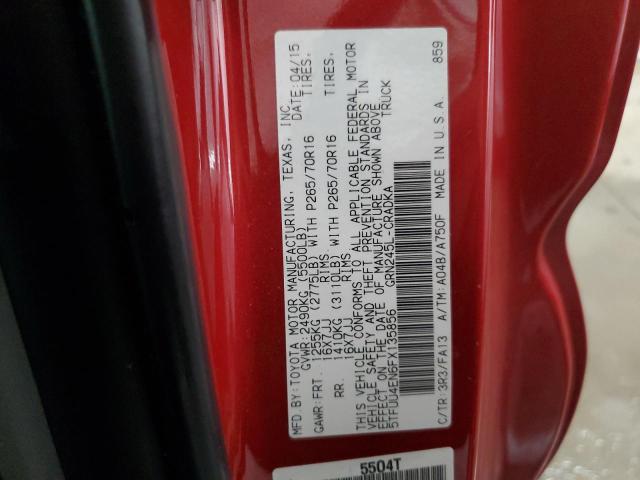 MFD.BY:TOYOTA MOTOR MANUFACTURING, TEXAS, INC. DATE:04/15
GVWR:2490KG (5500LB)
GAWR:FRT. 1255KG (2775LB) WITH P265/70R16 TIRES,
16X7JJ RIMS
RR. 1410KG (3110LB) WITH P265/70R16 TIRES,
16X7JJ RIMS
THIS VEHICLE CONFORMS TO ALL APPLICABLE FEDERAL MOTOR
VEHICLE SAFETY AND THEFT PREVENTION STANDARDS IN
EFFECT ON THE DATE OF MANUFACTURE SHOWN ABOVE
5TFUU4EN6FX135856 GRN245L-CRADKA TRUCK
C/TR:3R3/FA13 A/TM:A04B/A750F MADE IN U.S.A. 859
5504T